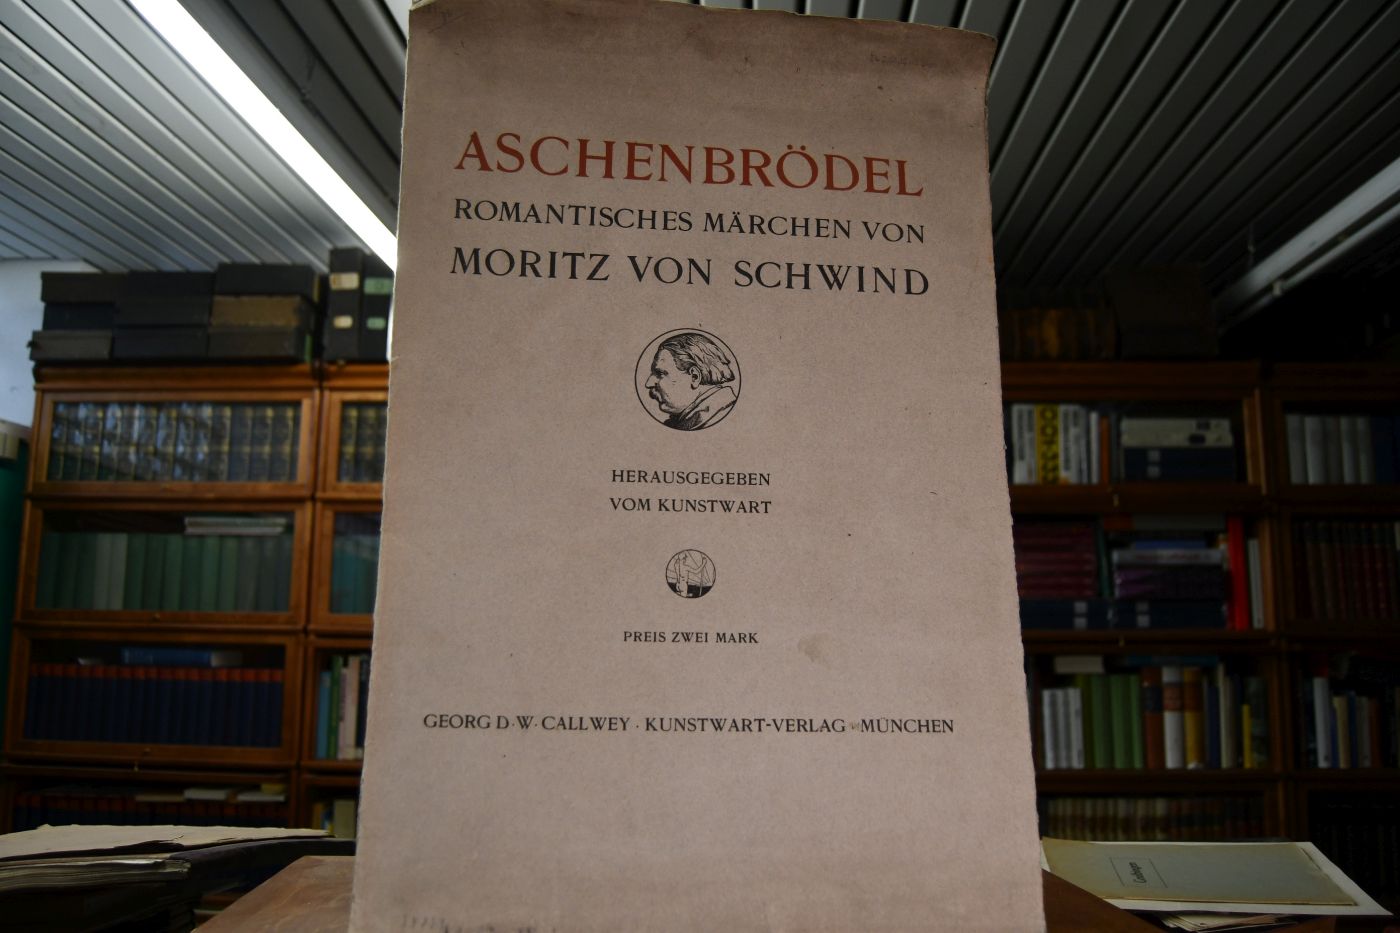 ASCHENBRÖDEL
ROMANTISCHES MÄRCHEN VON
MORITZ VON SCHWIND
HERAUSGEGEBEN
VOM KUNSTWART
PREIS ZWEI MARK
GEORG D·W·CALLWEY · KUNSTWART-VERLAG · MÜNCHEN